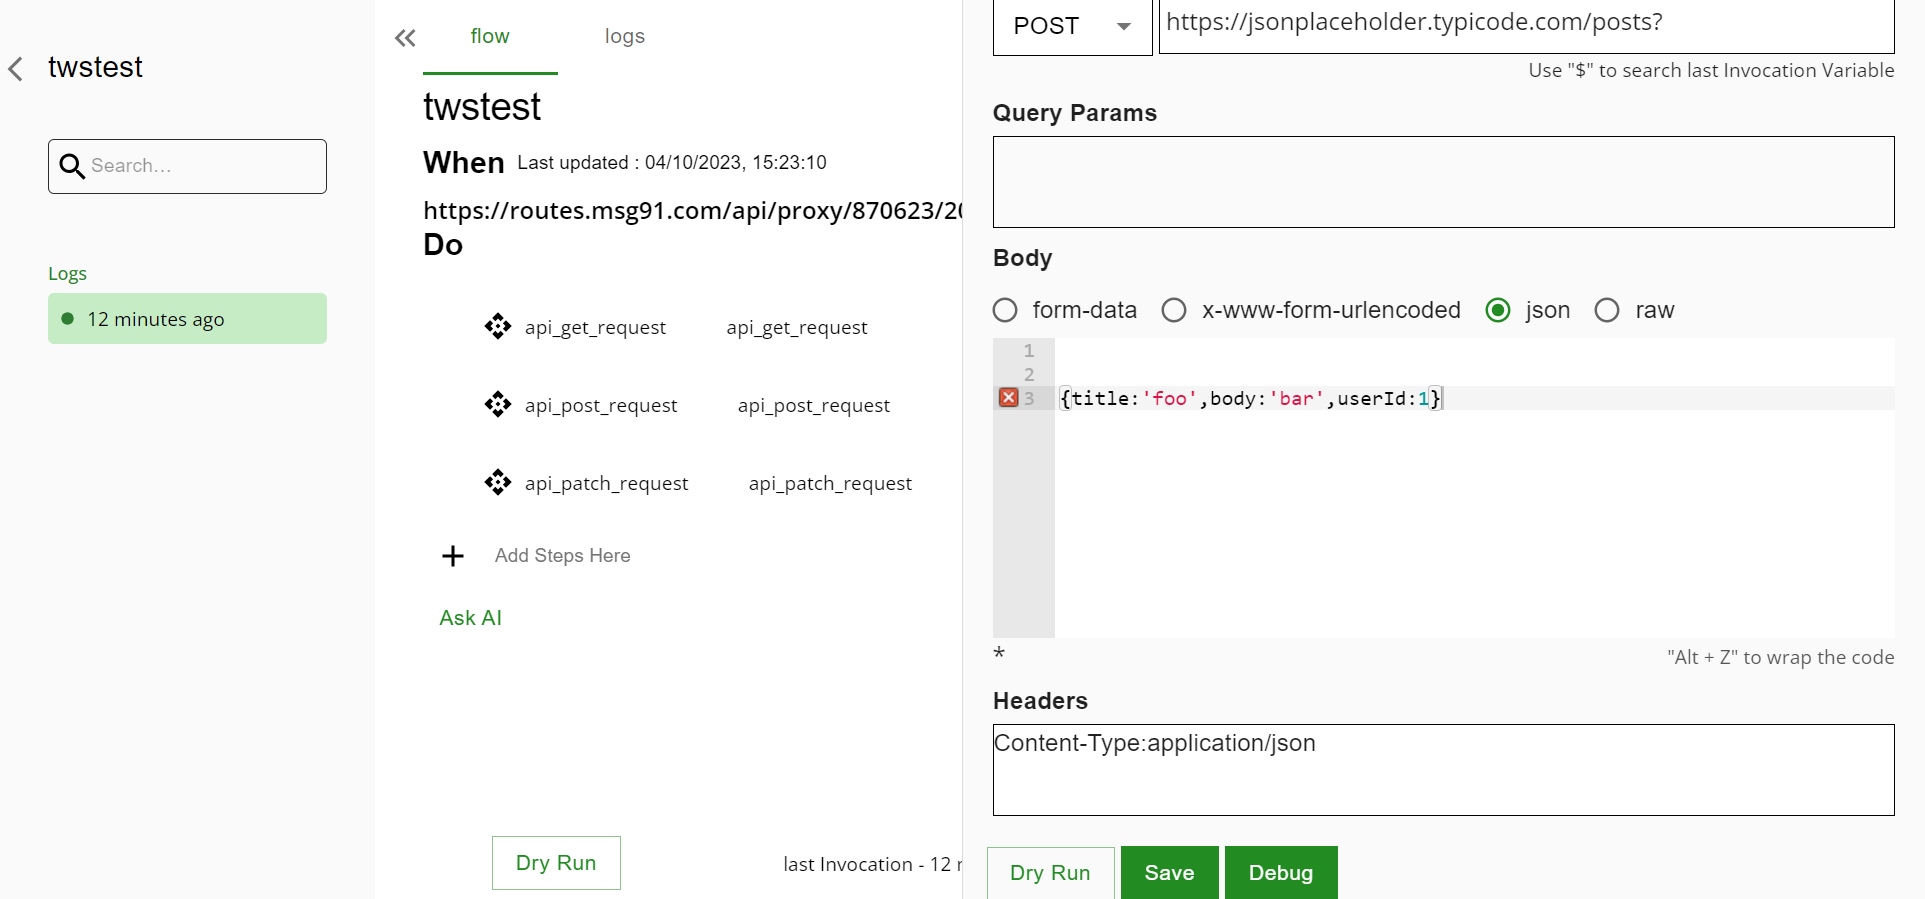 twstest
Search...
Logs
12 minutes ago
flow
logs
twstest
When Last updated : 04/10/2023, 15:23:10
https://routes.msg91.com/api/proxy/870623/20
Do
api_get_request api_get_request
api_post_request api_post_request
api_patch_request api_patch_request
Add Steps Here
Ask AI
Dry Run
last Invocation - 12
POST
https://jsonplaceholder.typicode.com/posts?
Use "$" to search last Invocation Variable
Query Params
Body
form-data x-www-form-urlencoded json raw
1
2
3 {title:'foo',body:'bar',userId:1}
*
"Alt + Z" to wrap the code
Headers
Content-Type:application/json
Dry Run Save Debug